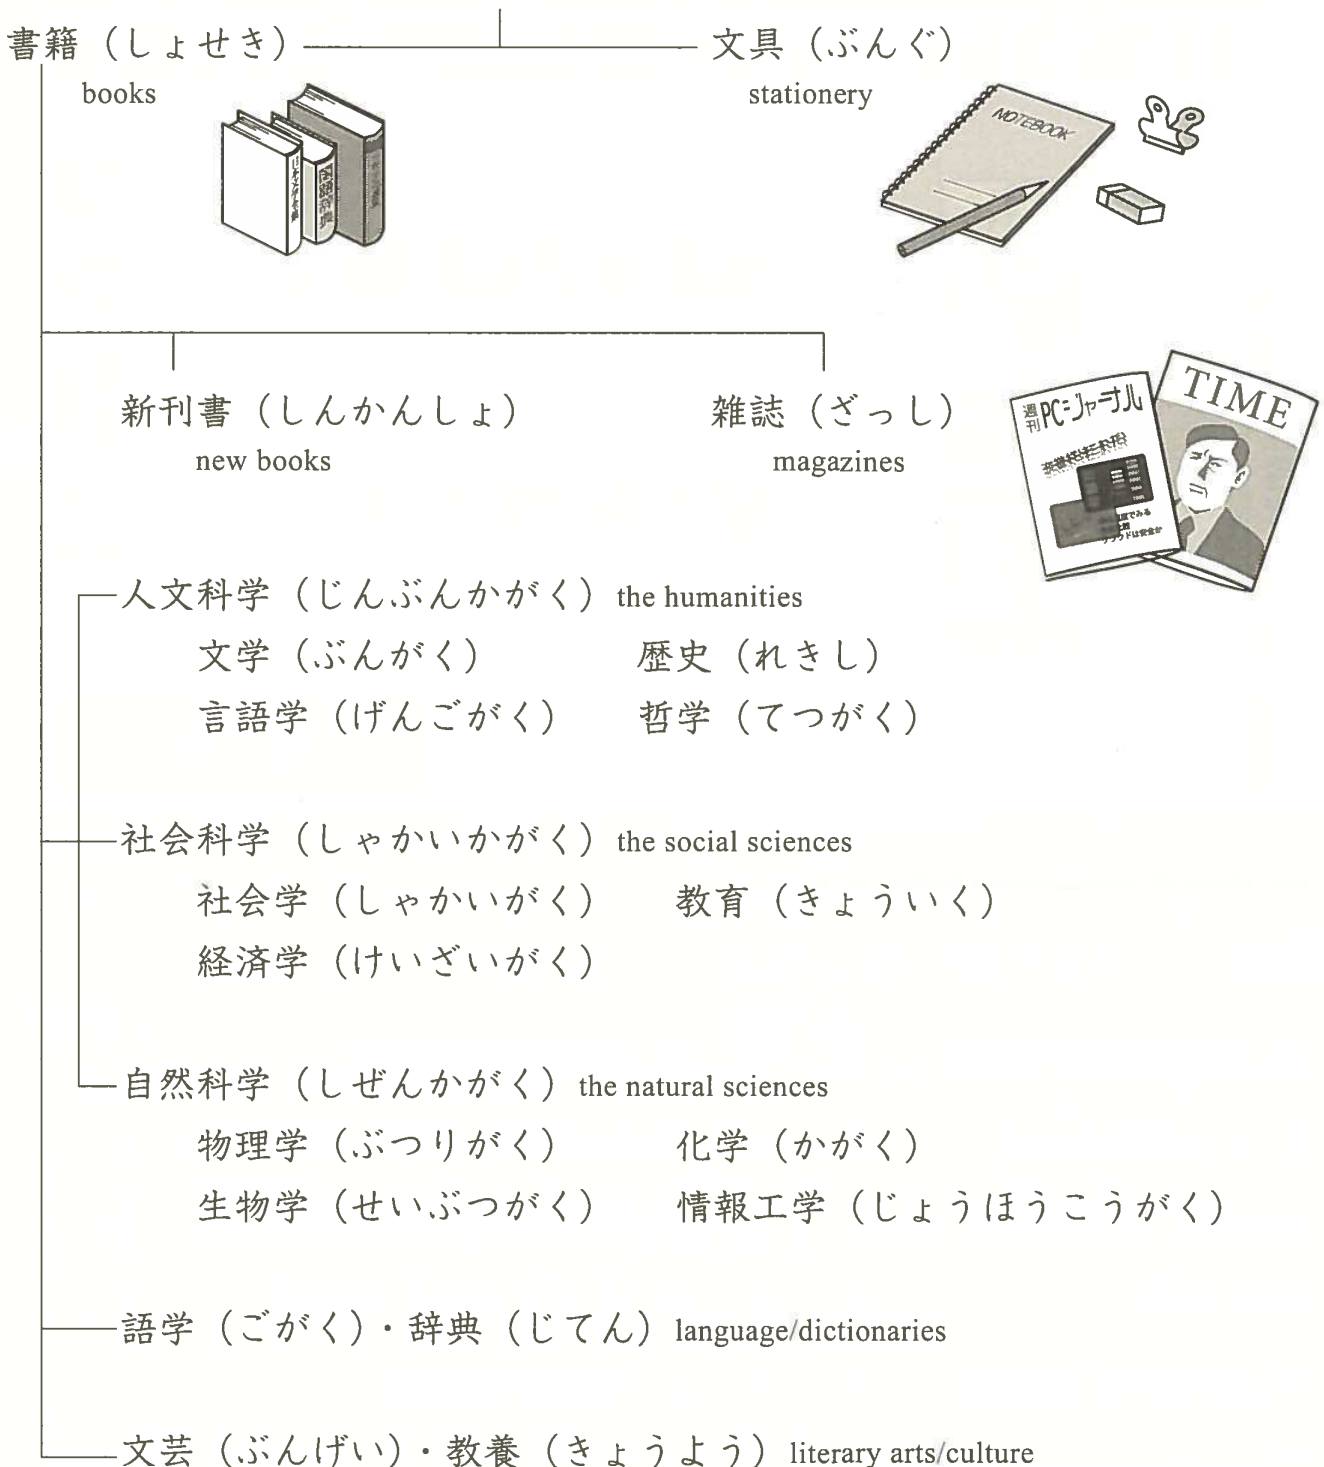 書籍（しょせき） 文具（ぶんぐ）
books stationery
NOTEBOOK
新刊書（しんかんしょ） 雑誌（ざっし）
new books magazines
週刊 PCジャーナル
TIME
人文科学（じんぶんかがく） the humanities
文学（ぶんがく） 歴史（れきし）
言語学（げんごがく） 哲学（てつがく）
社会科学（しゃかいかがく） the social sciences
社会学（しゃかいがく） 教育（きょういく）
経済学（けいざいがく）
自然科学（しぜんかがく） the natural sciences
物理学（ぶつりがく） 化学（かがく）
生物学（せいぶつがく） 情報工学（じょうほうこうがく）
語学（ごがく）・辞典（じてん） language/dictionaries
文芸（ぶんげい）・教養（きょうよう） literary arts/culture